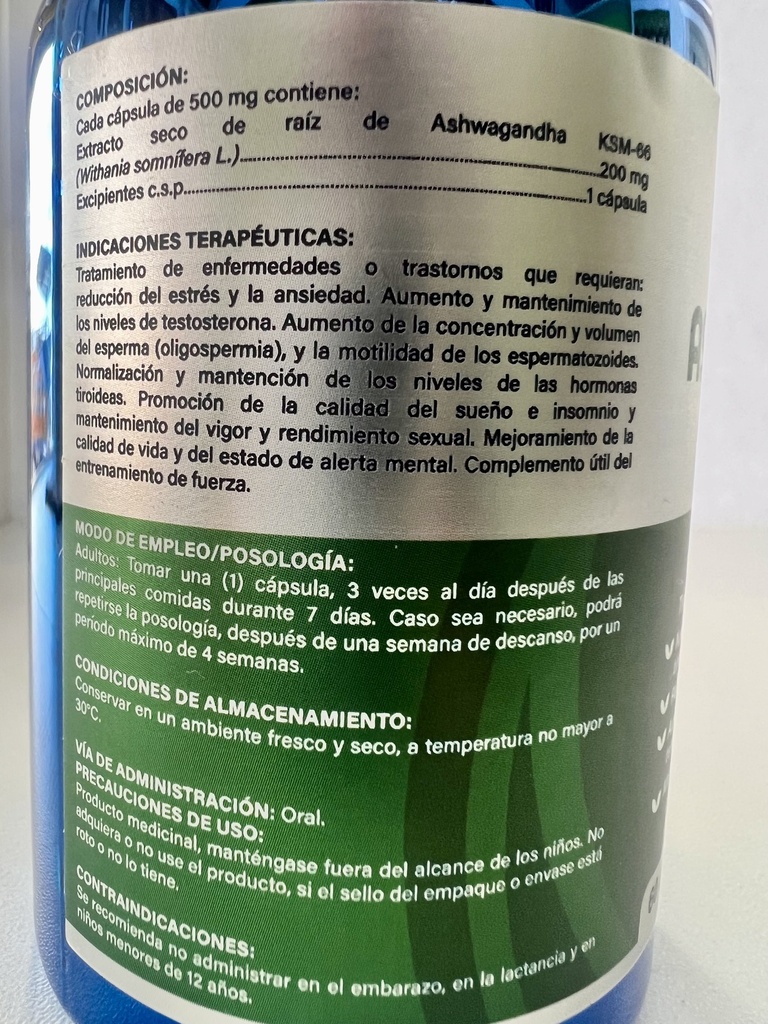 COMPOSICIÓN:
Cada cápsula de 500 mg contiene:
Extracto seco de raíz de Ashwagandha KSM-66
(Withania somnífera L.)..............................................................200 mg
Excipientes c.s.p......................................................................1 cápsula
INDICACIONES TERAPÉUTICAS:
Tratamiento de enfermedades o trastornos que requieran:
reducción del estrés y la ansiedad. Aumento y mantenimiento de
los niveles de testosterona. Aumento de la concentración y volumen
del esperma (oligospermia), y la motilidad de los espermatozoides.
Normalización y mantención de los niveles de las hormonas
tiroideas. Promoción de la calidad del sueño e insomnio y
mantenimiento del vigor y rendimiento sexual. Mejoramiento de la
calidad de vida y del estado de alerta mental. Complemento útil del
entrenamiento de fuerza.
MODO DE EMPLEO/POSOLOGÍA:
Adultos: Tomar una (1) cápsula, 3 veces al día después de las
principales comidas durante 7 días. Caso sea necesario, podrá
repetirse la posología, después de una semana de descanso, por un
período máximo de 4 semanas.
CONDICIONES DE ALMACENAMIENTO:
Conservar en un ambiente fresco y seco, a temperatura no mayor a
30°C.
VÍA DE ADMINISTRACIÓN: Oral.
PRECAUCIONES DE USO:
Producto medicinal, manténgase fuera del alcance de los niños. No
adquiera o no use el producto, si el sello del empaque o envase está
roto o no lo tiene.
CONTRAINDICACIONES:
Se recomienda no administrar en el embarazo, en la lactancia y en
niños menores de 12 años.